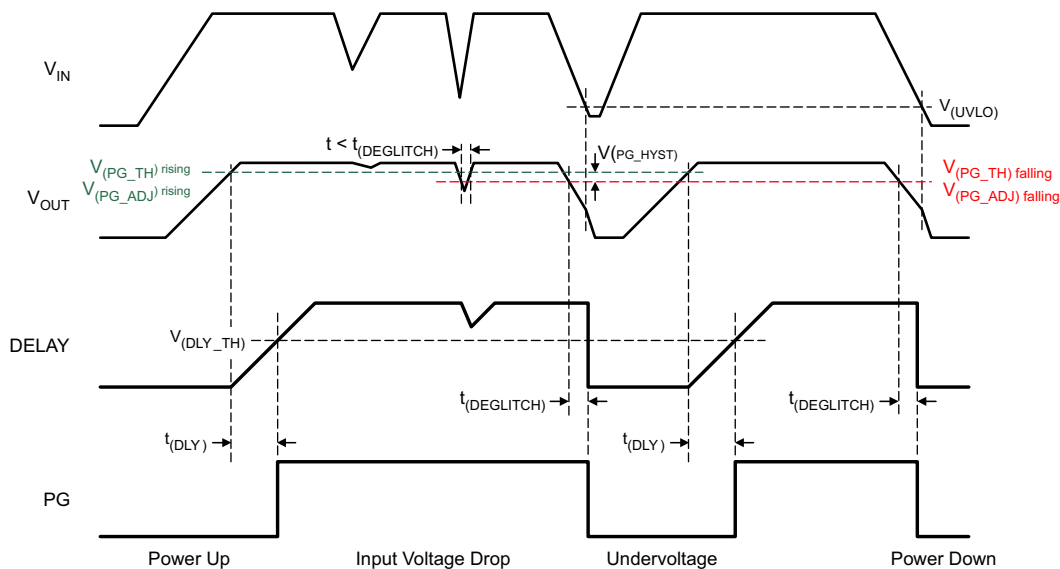 V_IN
V_(UVLO)
t < t_(DEGLITCH)
V_(PG_HYST)
V_(PG_TH) rising
V_(PG_ADJ) rising
V_(PG_TH) falling
V_(PG_ADJ) falling
V_OUT
V_(DLY_TH)
DELAY
t_(DEGLITCH)
t_(DEGLITCH)
t_(DLY)
t_(DLY)
PG
Power Up
Input Voltage Drop
Undervoltage
Power Down